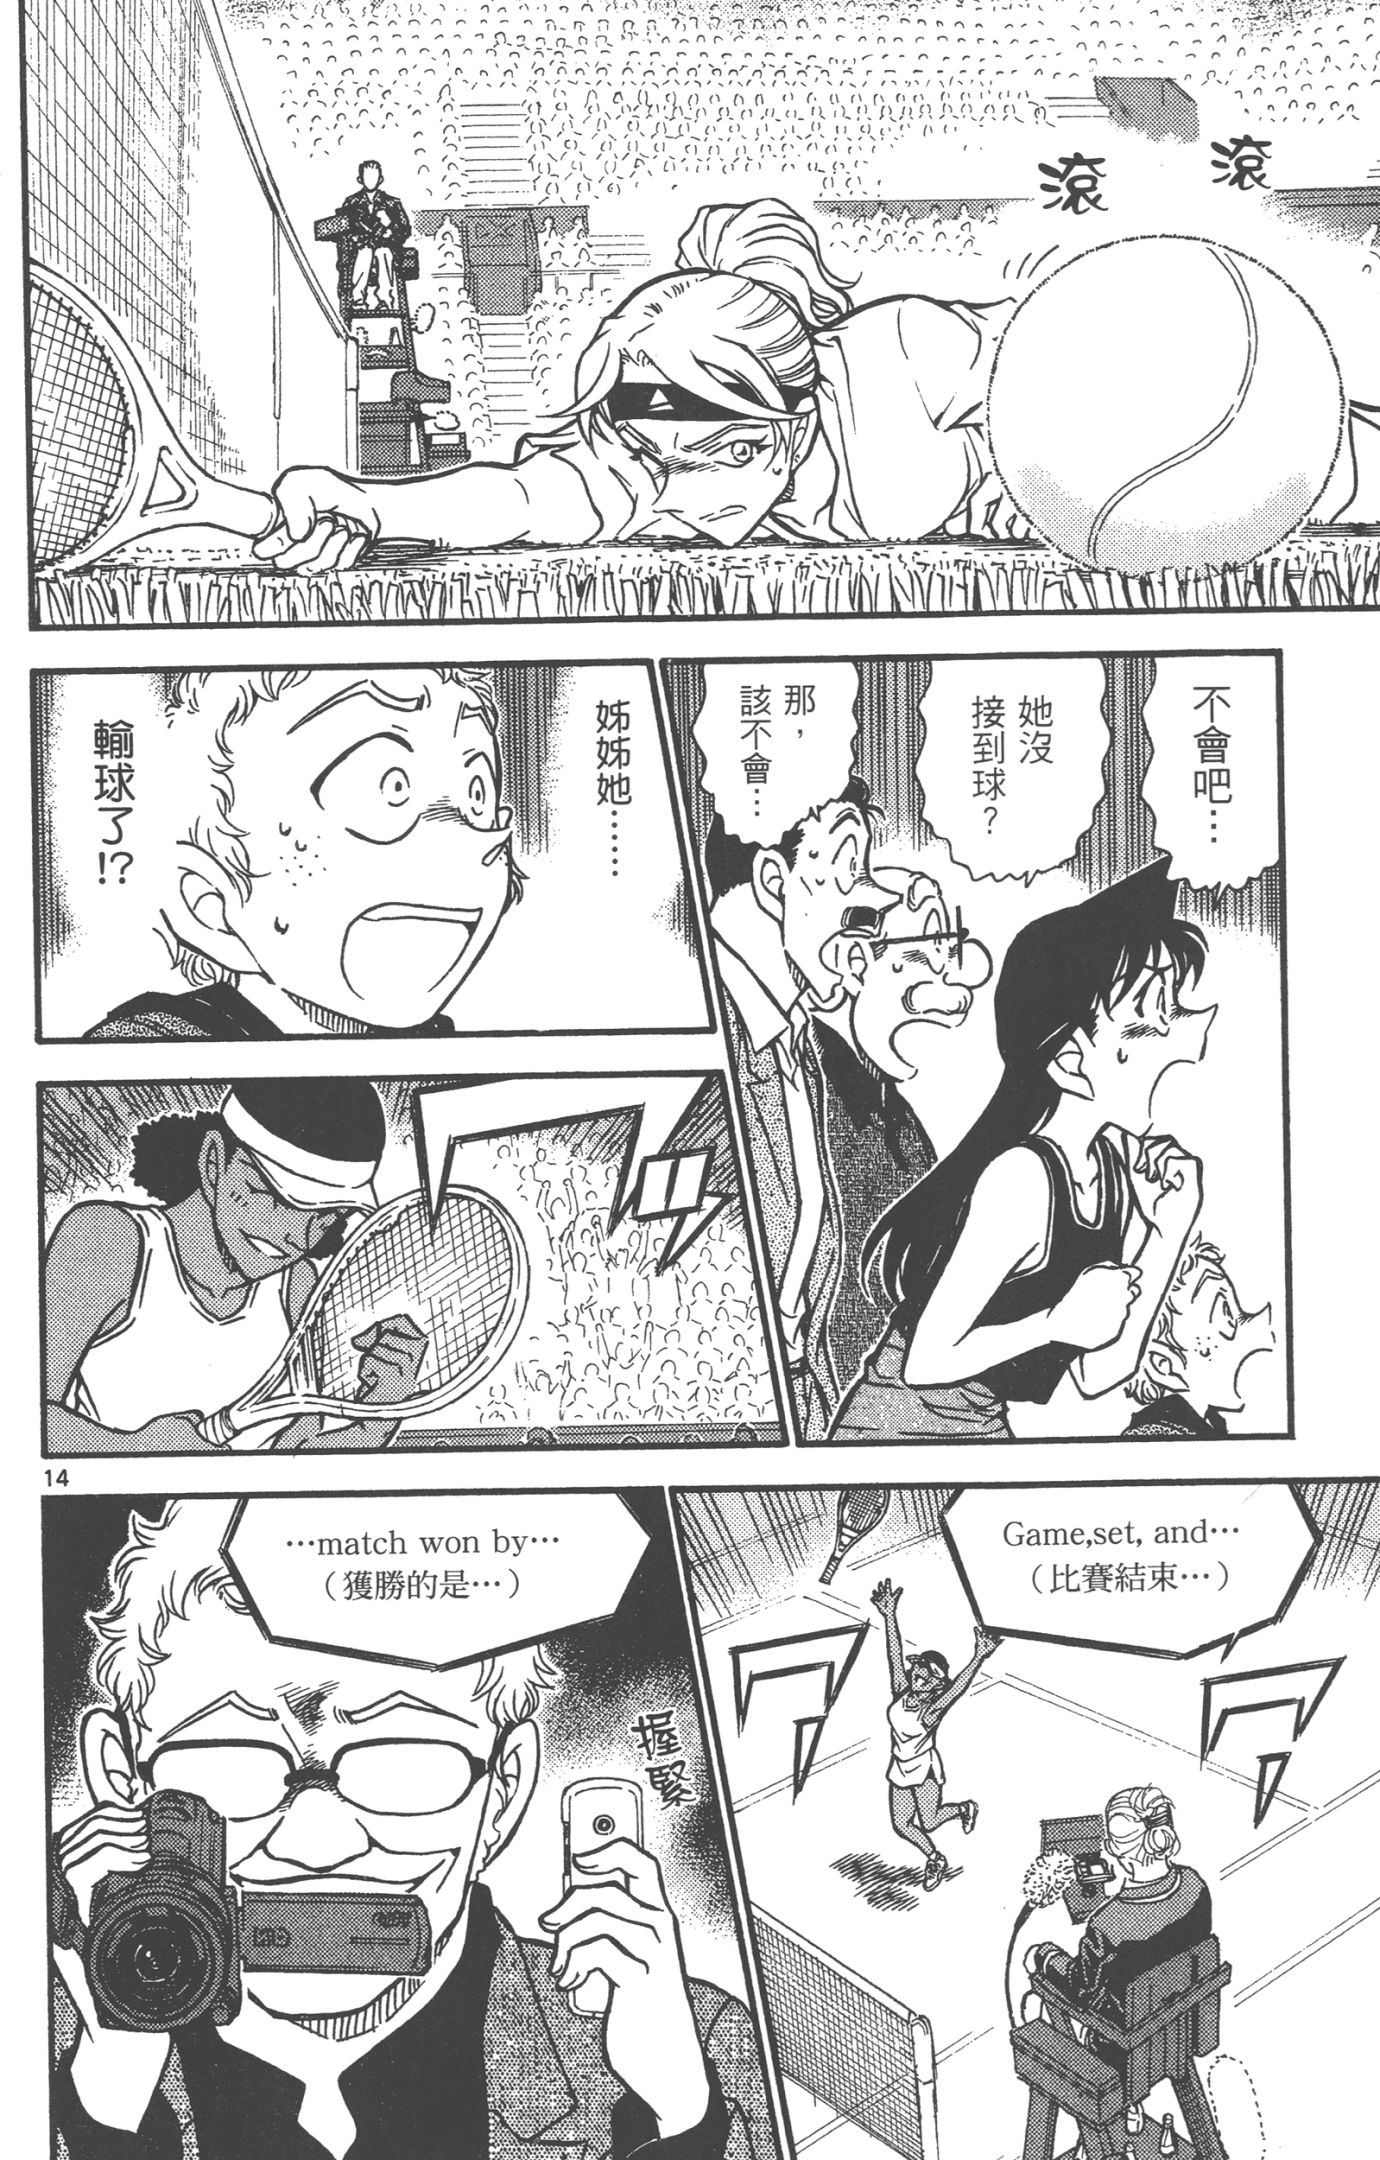 滾
滾
不會吧…
她沒
接到球？
那，
該不會…
姊姊她……
輸球了!?
14
Game,set, and…
（比賽結束…）
…match won by…
（獲勝的是…）
握緊